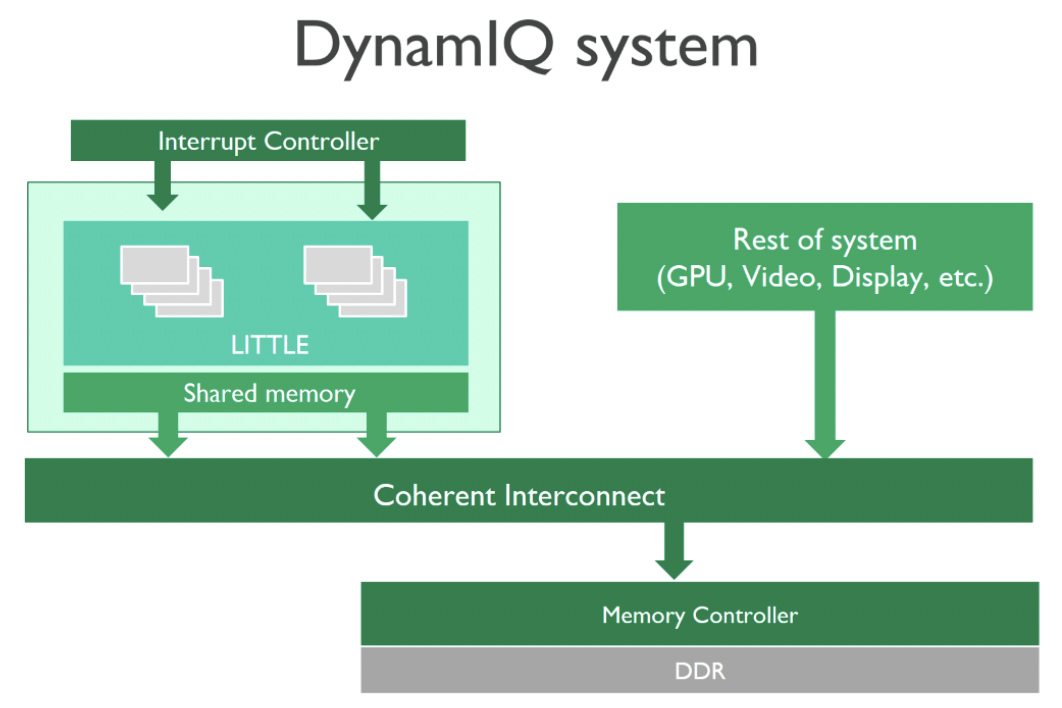 DynamIQ system
Interrupt Controller
LITTLE
Shared memory
Rest of system
(GPU, Video, Display, etc.)
Coherent Interconnect
Memory Controller
DDR